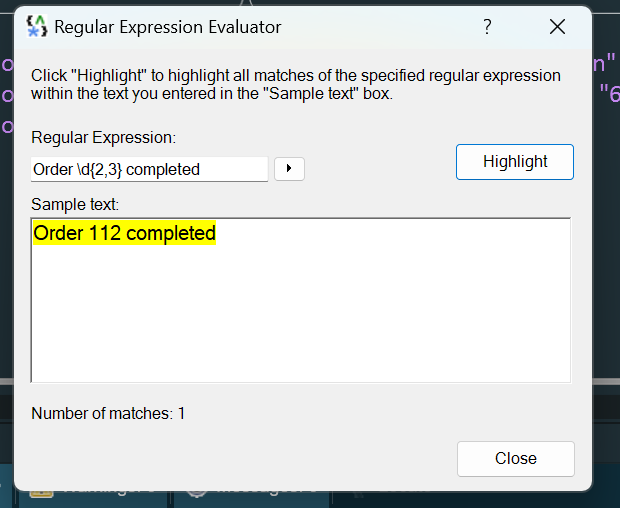 Regular Expression Evaluator ?
n"
Click "Highlight" to highlight all matches of the specified regular expression
within the text you entered in the "Sample text" box.
"6
Regular Expression:
Order \d{2,3} completed
Highlight
Sample text:
Order 112 completed
Number of matches: 1
Close